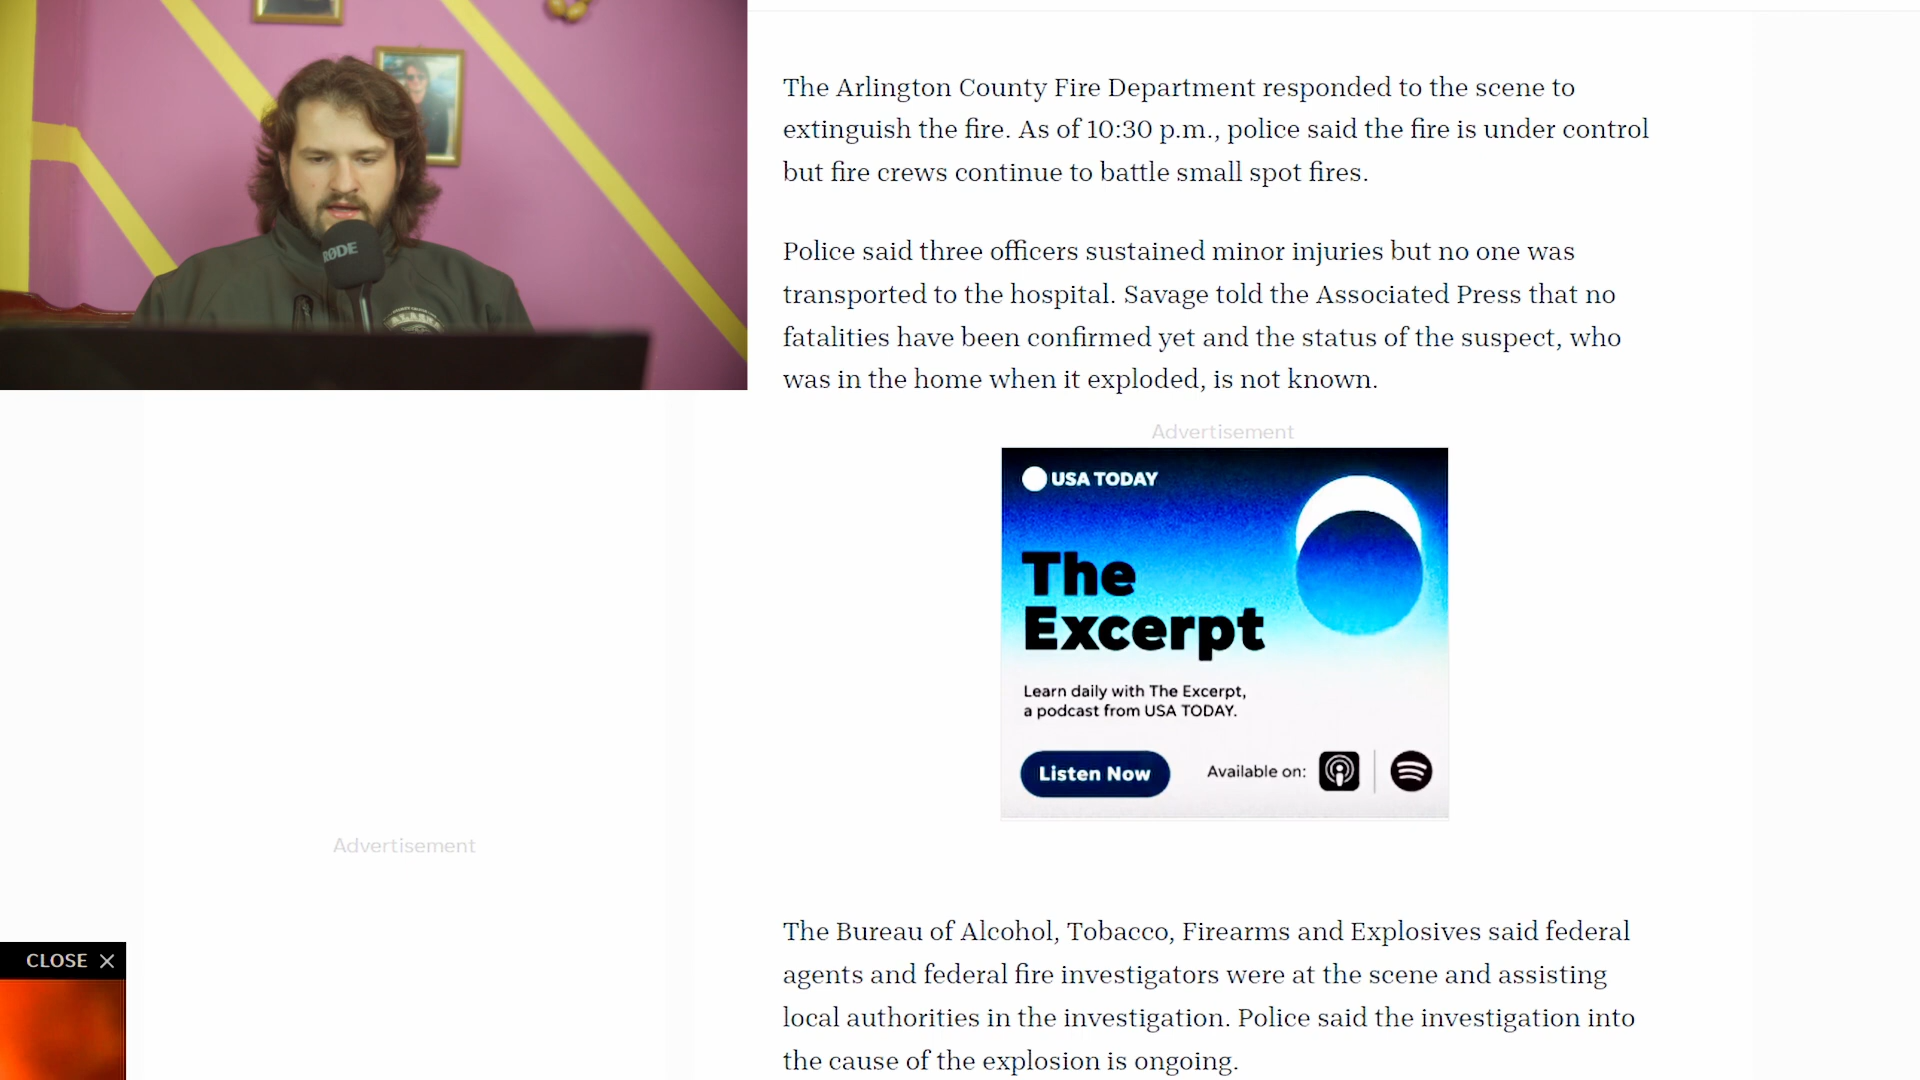 RØDE
ALASKA
The Arlington County Fire Department responded to the scene to
extinguish the fire. As of 10:30 p.m., police said the fire is under control
but fire crews continue to battle small spot fires.
Police said three officers sustained minor injuries but no one was
transported to the hospital. Savage told the Associated Press that no
fatalities have been confirmed yet and the status of the suspect, who
was in the home when it exploded, is not known.
Advertisement
USA TODAY
The
Excerpt
Learn daily with The Excerpt,
a podcast from USA TODAY.
Listen Now
Available on:
Advertisement
The Bureau of Alcohol, Tobacco, Firearms and Explosives said federal
agents and federal fire investigators were at the scene and assisting
local authorities in the investigation. Police said the investigation into
the cause of the explosion is ongoing.
CLOSE ×